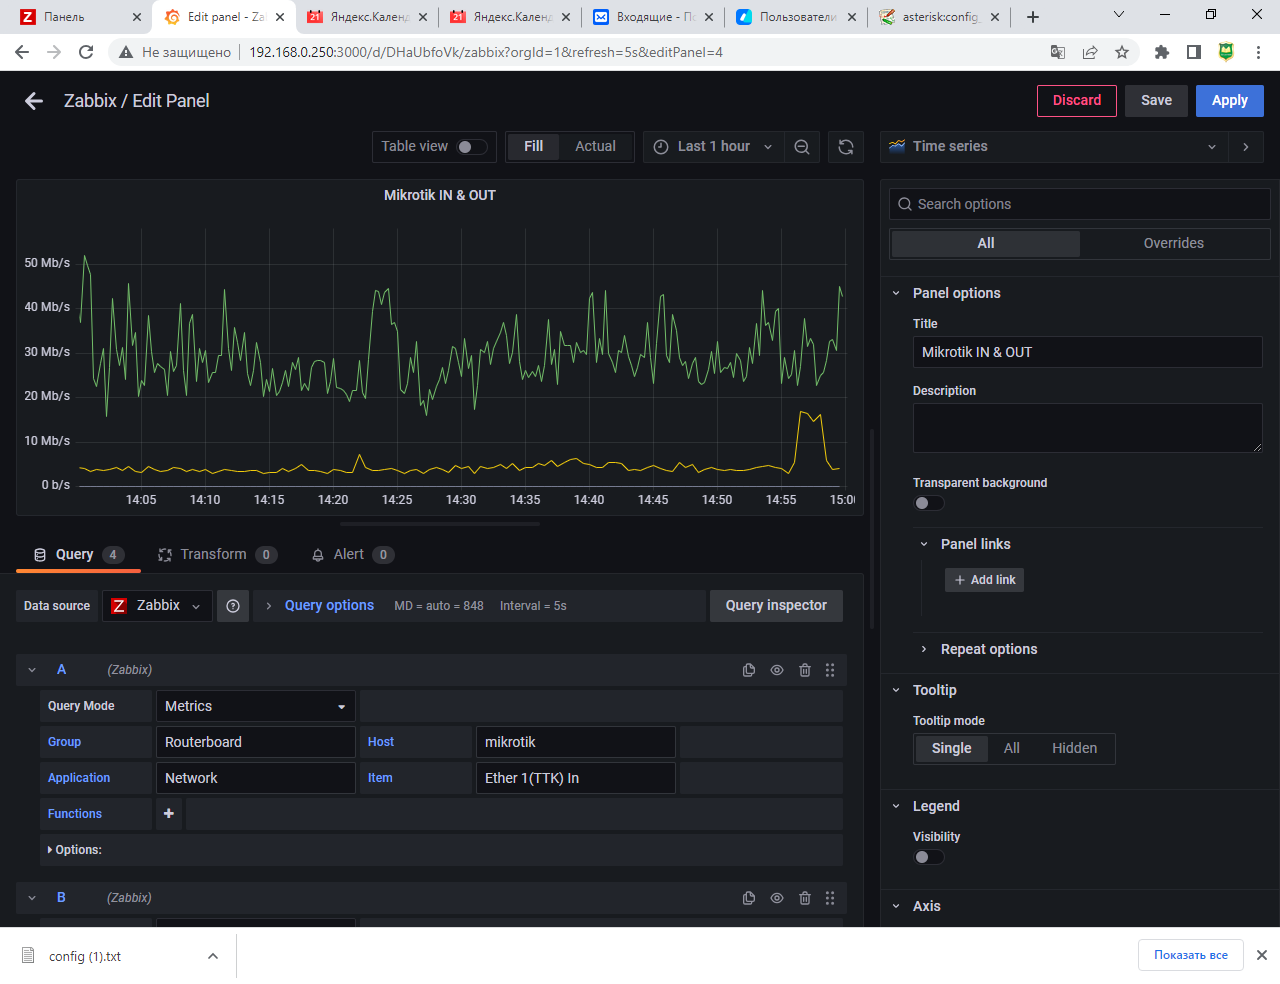 Панель
Edit panel - Za
Яндекс.Календ
Яндекс.Календ
Входящие - По
Пользователи
asterisk:config
Не защищено
192.168.0.250:3000/d/DHaUbfoVk/zabbix?orgId=1&refresh=5s&editPanel=4
Zabbix / Edit Panel
Discard
Save
Apply
Table view
Fill
Actual
Last 1 hour
Time series
Mikrotik IN & OUT
50 Mb/s
40 Mb/s
30 Mb/s
20 Mb/s
10 Mb/s
0 b/s
14:05 14:10 14:15 14:20 14:25 14:30 14:35 14:40 14:45 14:50 14:55 15:00
Query 4
Transform 0
Alert 0
Data source
Zabbix
Query options
MD = auto = 848
Interval = 5s
Query inspector
A (Zabbix)
Query Mode
Metrics
Group
Routerboard
Host
mikrotik
Application
Network
Item
Ether 1(TTK) In
Functions
Options:
B (Zabbix)
Search options
All
Overrides
Panel options
Title
Mikrotik IN & OUT
Description
Transparent background
Panel links
Add link
Repeat options
Tooltip
Tooltip mode
Single
All
Hidden
Legend
Visibility
Axis
config (1).txt
Показать все